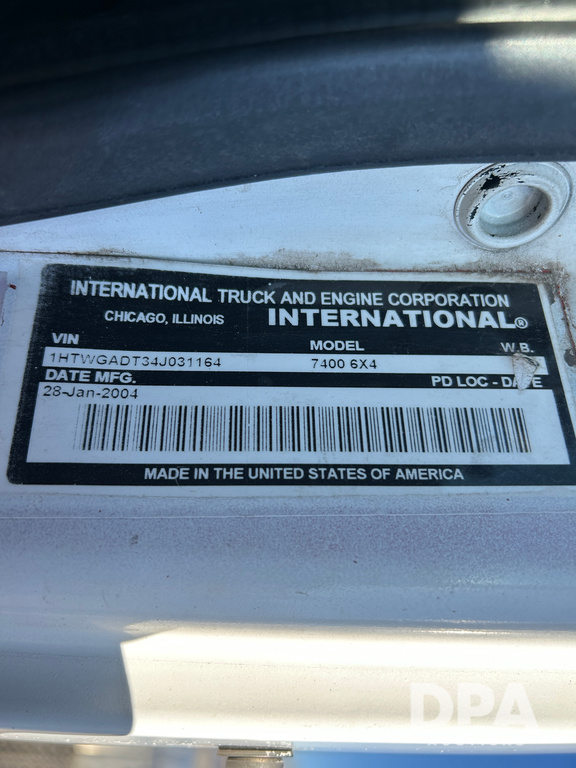 INTERNATIONAL TRUCK AND ENGINE CORPORATION
CHICAGO, ILLINOIS INTERNATIONAL®
VIN MODEL W.B.
1HTWGADT34J031164 7400 6X4
DATE MFG. PD LOC - DATE
28-Jan-2004
MADE IN THE UNITED STATES OF AMERICA
DPA
AUCTIONS